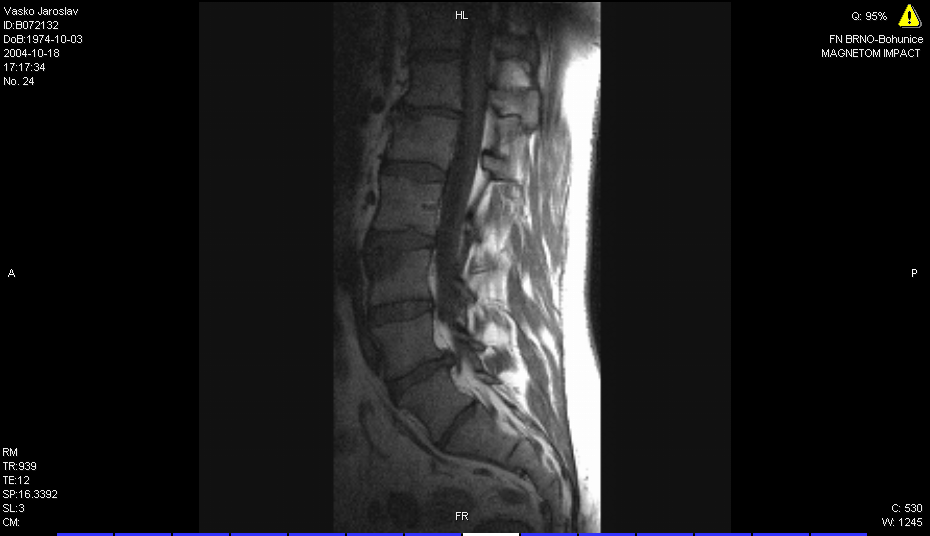 Vasko Jaroslav
ID:B072132
DoB:1974-10-03
2004-10-18
17:17:34
No. 24
HL
Q: 95%
FN BRNO-Bohunice
MAGNETOM IMPACT
A
P
RM
TR:939
TE:12
SP:16.3392
SL:3
CM:
FR
C: 530
W: 1245